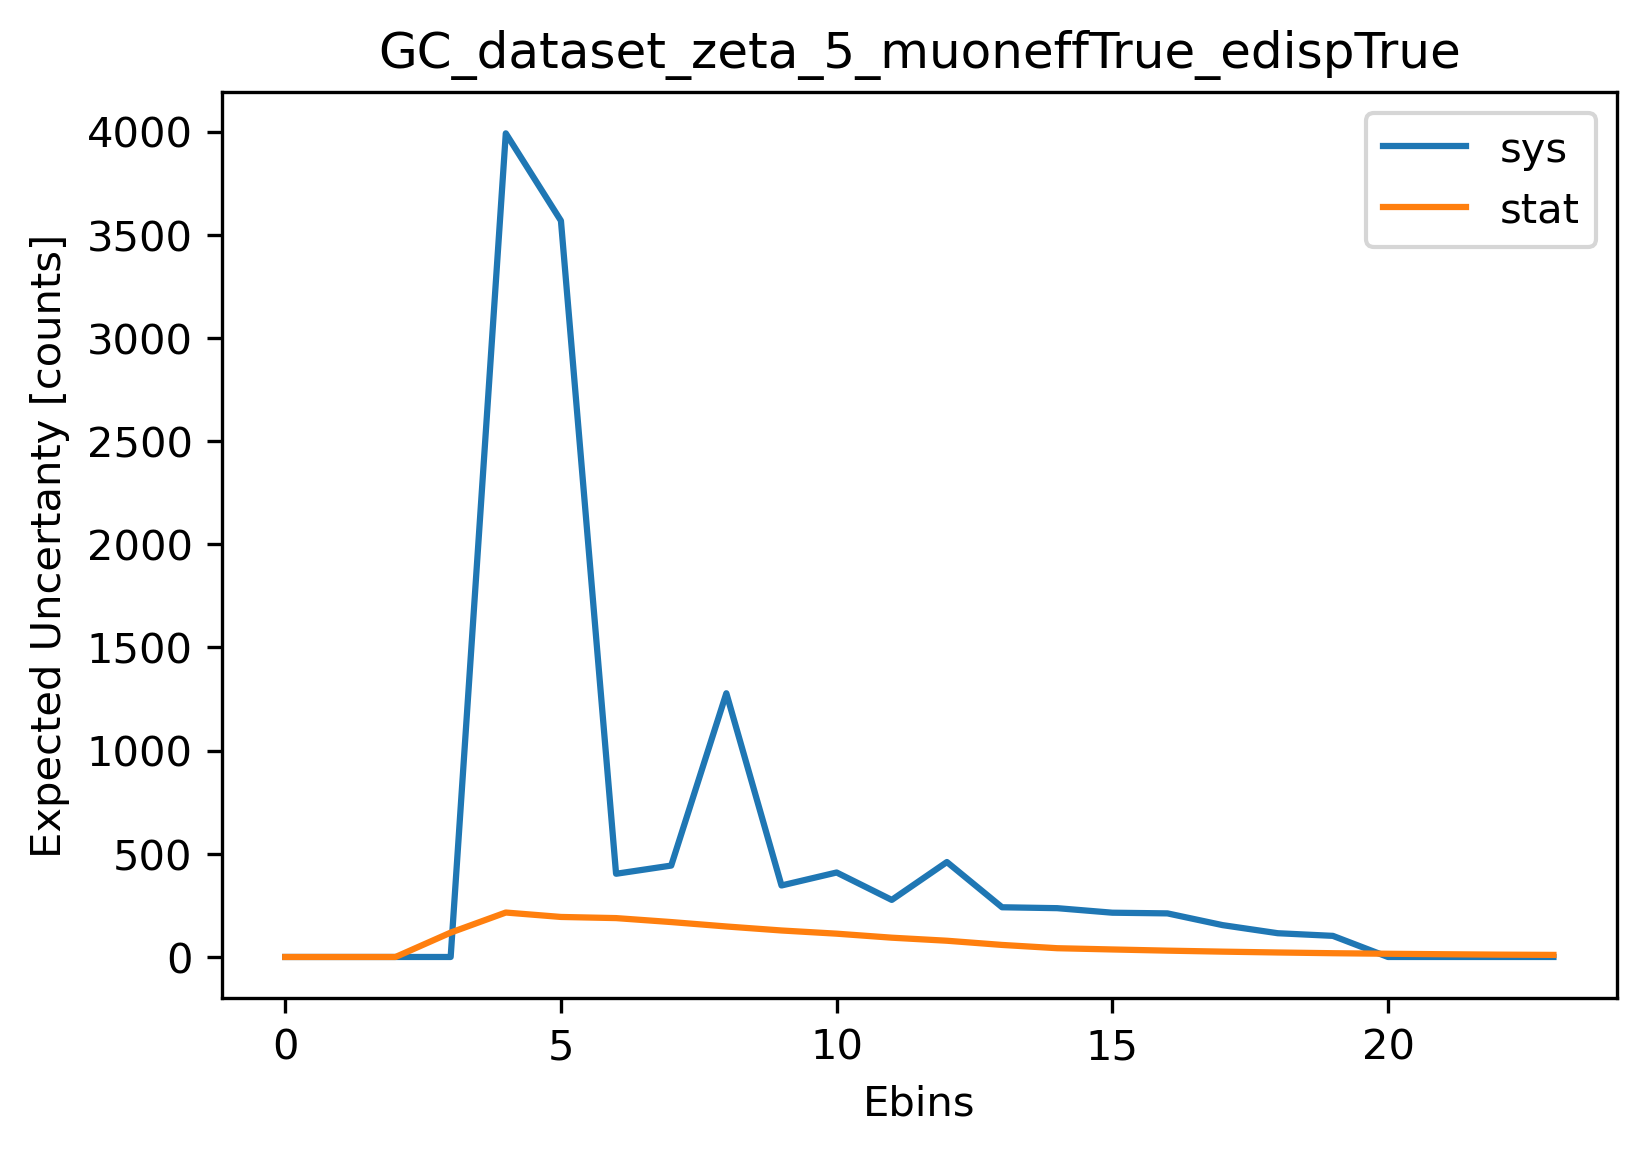 GC_dataset_zeta_5_muoneffTrue_edispTrue
sys
stat
4000
3500
3000
2500
2000
1500
1000
500
0
Expected Uncertanty [counts]
0 5 10 15 20
Ebins